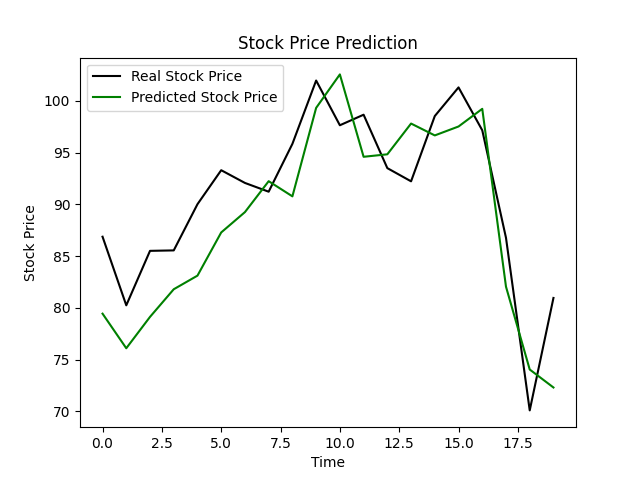 Stock Price Prediction
Real Stock Price
Predicted Stock Price
100
95
90
85
80
75
70
Stock Price
0.0 2.5 5.0 7.5 10.0 12.5 15.0 17.5
Time